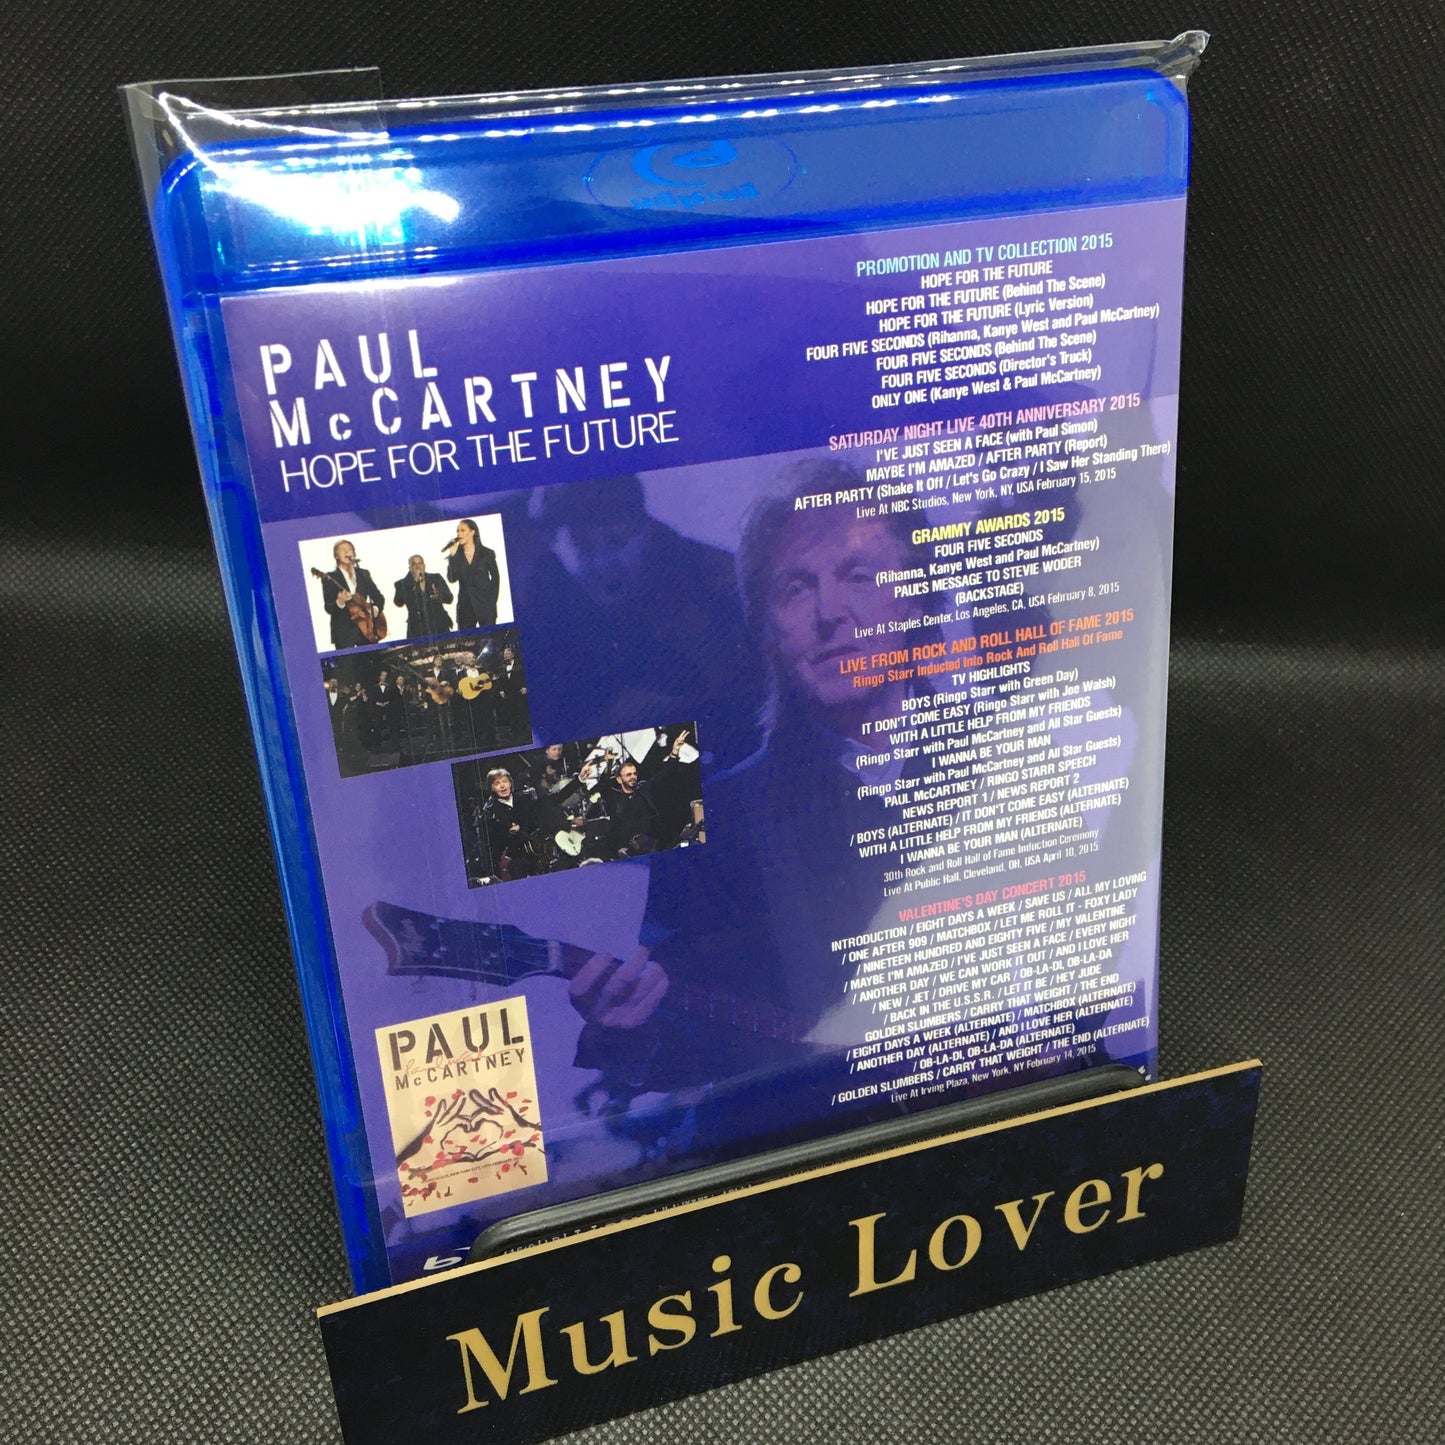 PAUL
McCARTNEY
HOPE FOR THE FUTURE
PROMOTION AND TV COLLECTION 2015
HOPE FOR THE FUTURE
HOPE FOR THE FUTURE (Behind The Scene)
HOPE FOR THE FUTURE (Lyric Version)
FOUR FIVE SECONDS (Rihanna, Kanye West and Paul McCartney)
FOUR FIVE SECONDS (Behind The Scene)
FOUR FIVE SECONDS (Director's Truck)
ONLY ONE (Kanye West & Paul McCartney)
SATURDAY NIGHT LIVE 40TH ANNIVERSARY 2015
I'VE JUST SEEN A FACE (with Paul Simon)
MAYBE I'M AMAZED / AFTER PARTY (Report)
AFTER PARTY (Shake It Off / Let's Go Crazy / I Saw Her Standing There)
Live At NBC Studios, New York, NY, USA February 15, 2015
GRAMMY AWARDS 2015
FOUR FIVE SECONDS
(Rihanna, Kanye West and Paul McCartney)
PAUL'S MESSAGE TO STEVIE WODER
(BACKSTAGE)
Live At Staples Center, Los Angeles, CA, USA February 8, 2015
LIVE FROM ROCK AND ROLL HALL OF FAME 2015
Ringo Starr Inducted Into Rock And Roll Hall Of Fame
TV HIGHLIGHTS
BOYS (Ringo Starr with Green Day)
IT DON'T COME EASY (Ringo Starr with Joe Walsh)
WITH A LITTLE HELP FROM MY FRIENDS
(Ringo Starr with Paul McCartney and All Star Guests)
I WANNA BE YOUR MAN
(Ringo Starr with Paul McCartney and All Star Guests)
PAUL McCARTNEY / RINGO STARR SPEECH
NEWS REPORT 1 / NEWS REPORT 2
/ BOYS (ALTERNATE) / IT DON'T COME EASY (ALTERNATE)
WITH A LITTLE HELP FROM MY FRIENDS (ALTERNATE)
I WANNA BE YOUR MAN (ALTERNATE)
30th Rock and Roll Hall of Fame Induction Ceremony
Live At Public Hall, Cleveland, OH, USA April 10, 2015
VALENTINE'S DAY CONCERT 2015
INTRODUCTION / EIGHT DAYS A WEEK / SAVE US / ALL MY LOVING
/ ONE AFTER 909 / MATCHBOX / LET ME ROLL IT - FOXY LADY
/ NINETEEN HUNDRED AND EIGHTY FIVE / MY VALENTINE
/ MAYBE I'M AMAZED / I'VE JUST SEEN A FACE / EVERY NIGHT
/ ANOTHER DAY / WE CAN WORK IT OUT / AND I LOVE HER
/ NEW / JET / DRIVE MY CAR / OB-LA-DI, OB-LA-DA
/ BACK IN THE U.S.S.R. / LET IT BE / HEY JUDE
GOLDEN SLUMBERS / CARRY THAT WEIGHT / THE END
/ EIGHT DAYS A WEEK (ALTERNATE) / MATCHBOX (ALTERNATE)
/ ANOTHER DAY (ALTERNATE) / AND I LOVE HER (ALTERNATE)
/ OB-LA-DI, OB-LA-DA (ALTERNATE)
/ GOLDEN SLUMBERS / CARRY THAT WEIGHT / THE END (ALTERNATE)
Live At Irving Plaza, New York, NY February 14, 2015
PAUL
McCARTNEY
Music Lover